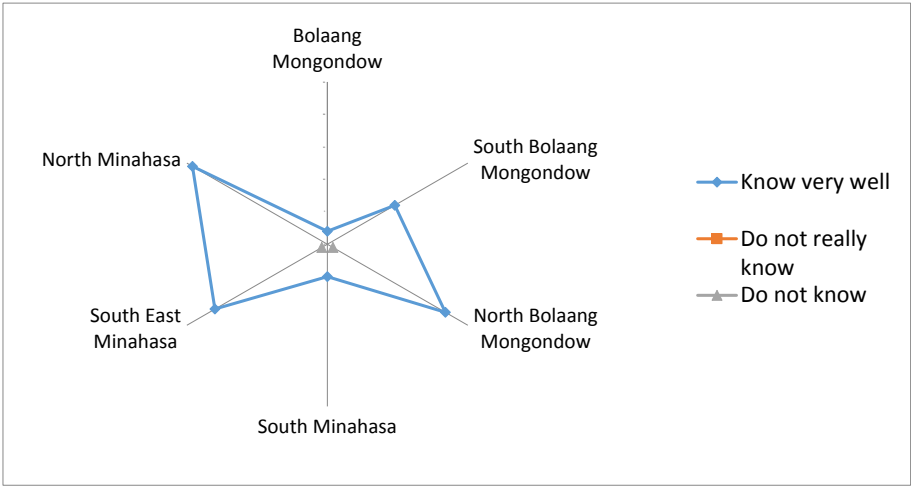 Bolaang
Mongondow
South Bolaang
Mongondow
North Bolaang
Mongondow
South Minahasa
South East
Minahasa
North Minahasa
Know very well
Do not really
know
Do not know